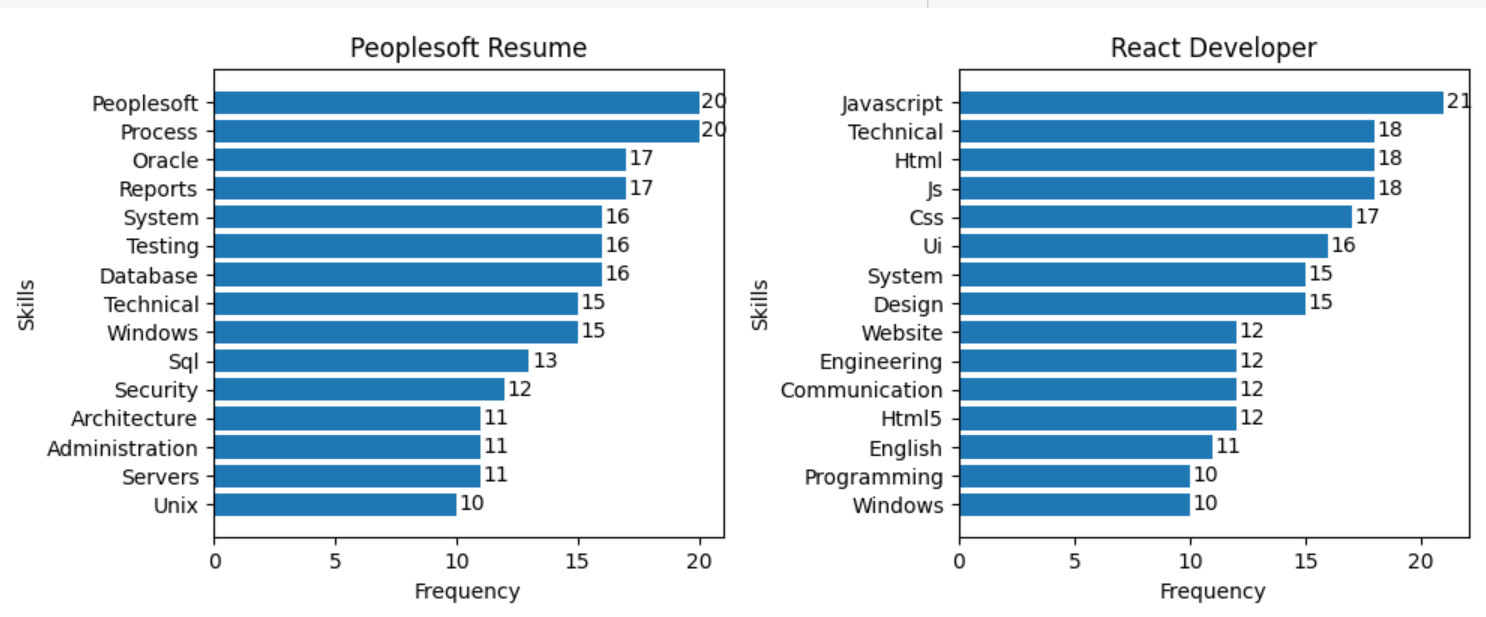 Peoplesoft Resume
Skills
Peoplesoft 20
Process 20
Oracle 17
Reports 17
System 16
Testing 16
Database 16
Technical 15
Windows 15
Sql 13
Security 12
Architecture 11
Administration 11
Servers 11
Unix 10
0 5 10 15 20
Frequency
React Developer
Skills
Javascript 21
Technical 18
Html 18
Js 18
Css 17
Ui 16
System 15
Design 15
Website 12
Engineering 12
Communication 12
Html5 12
English 11
Programming 10
Windows 10
0 5 10 15 20
Frequency